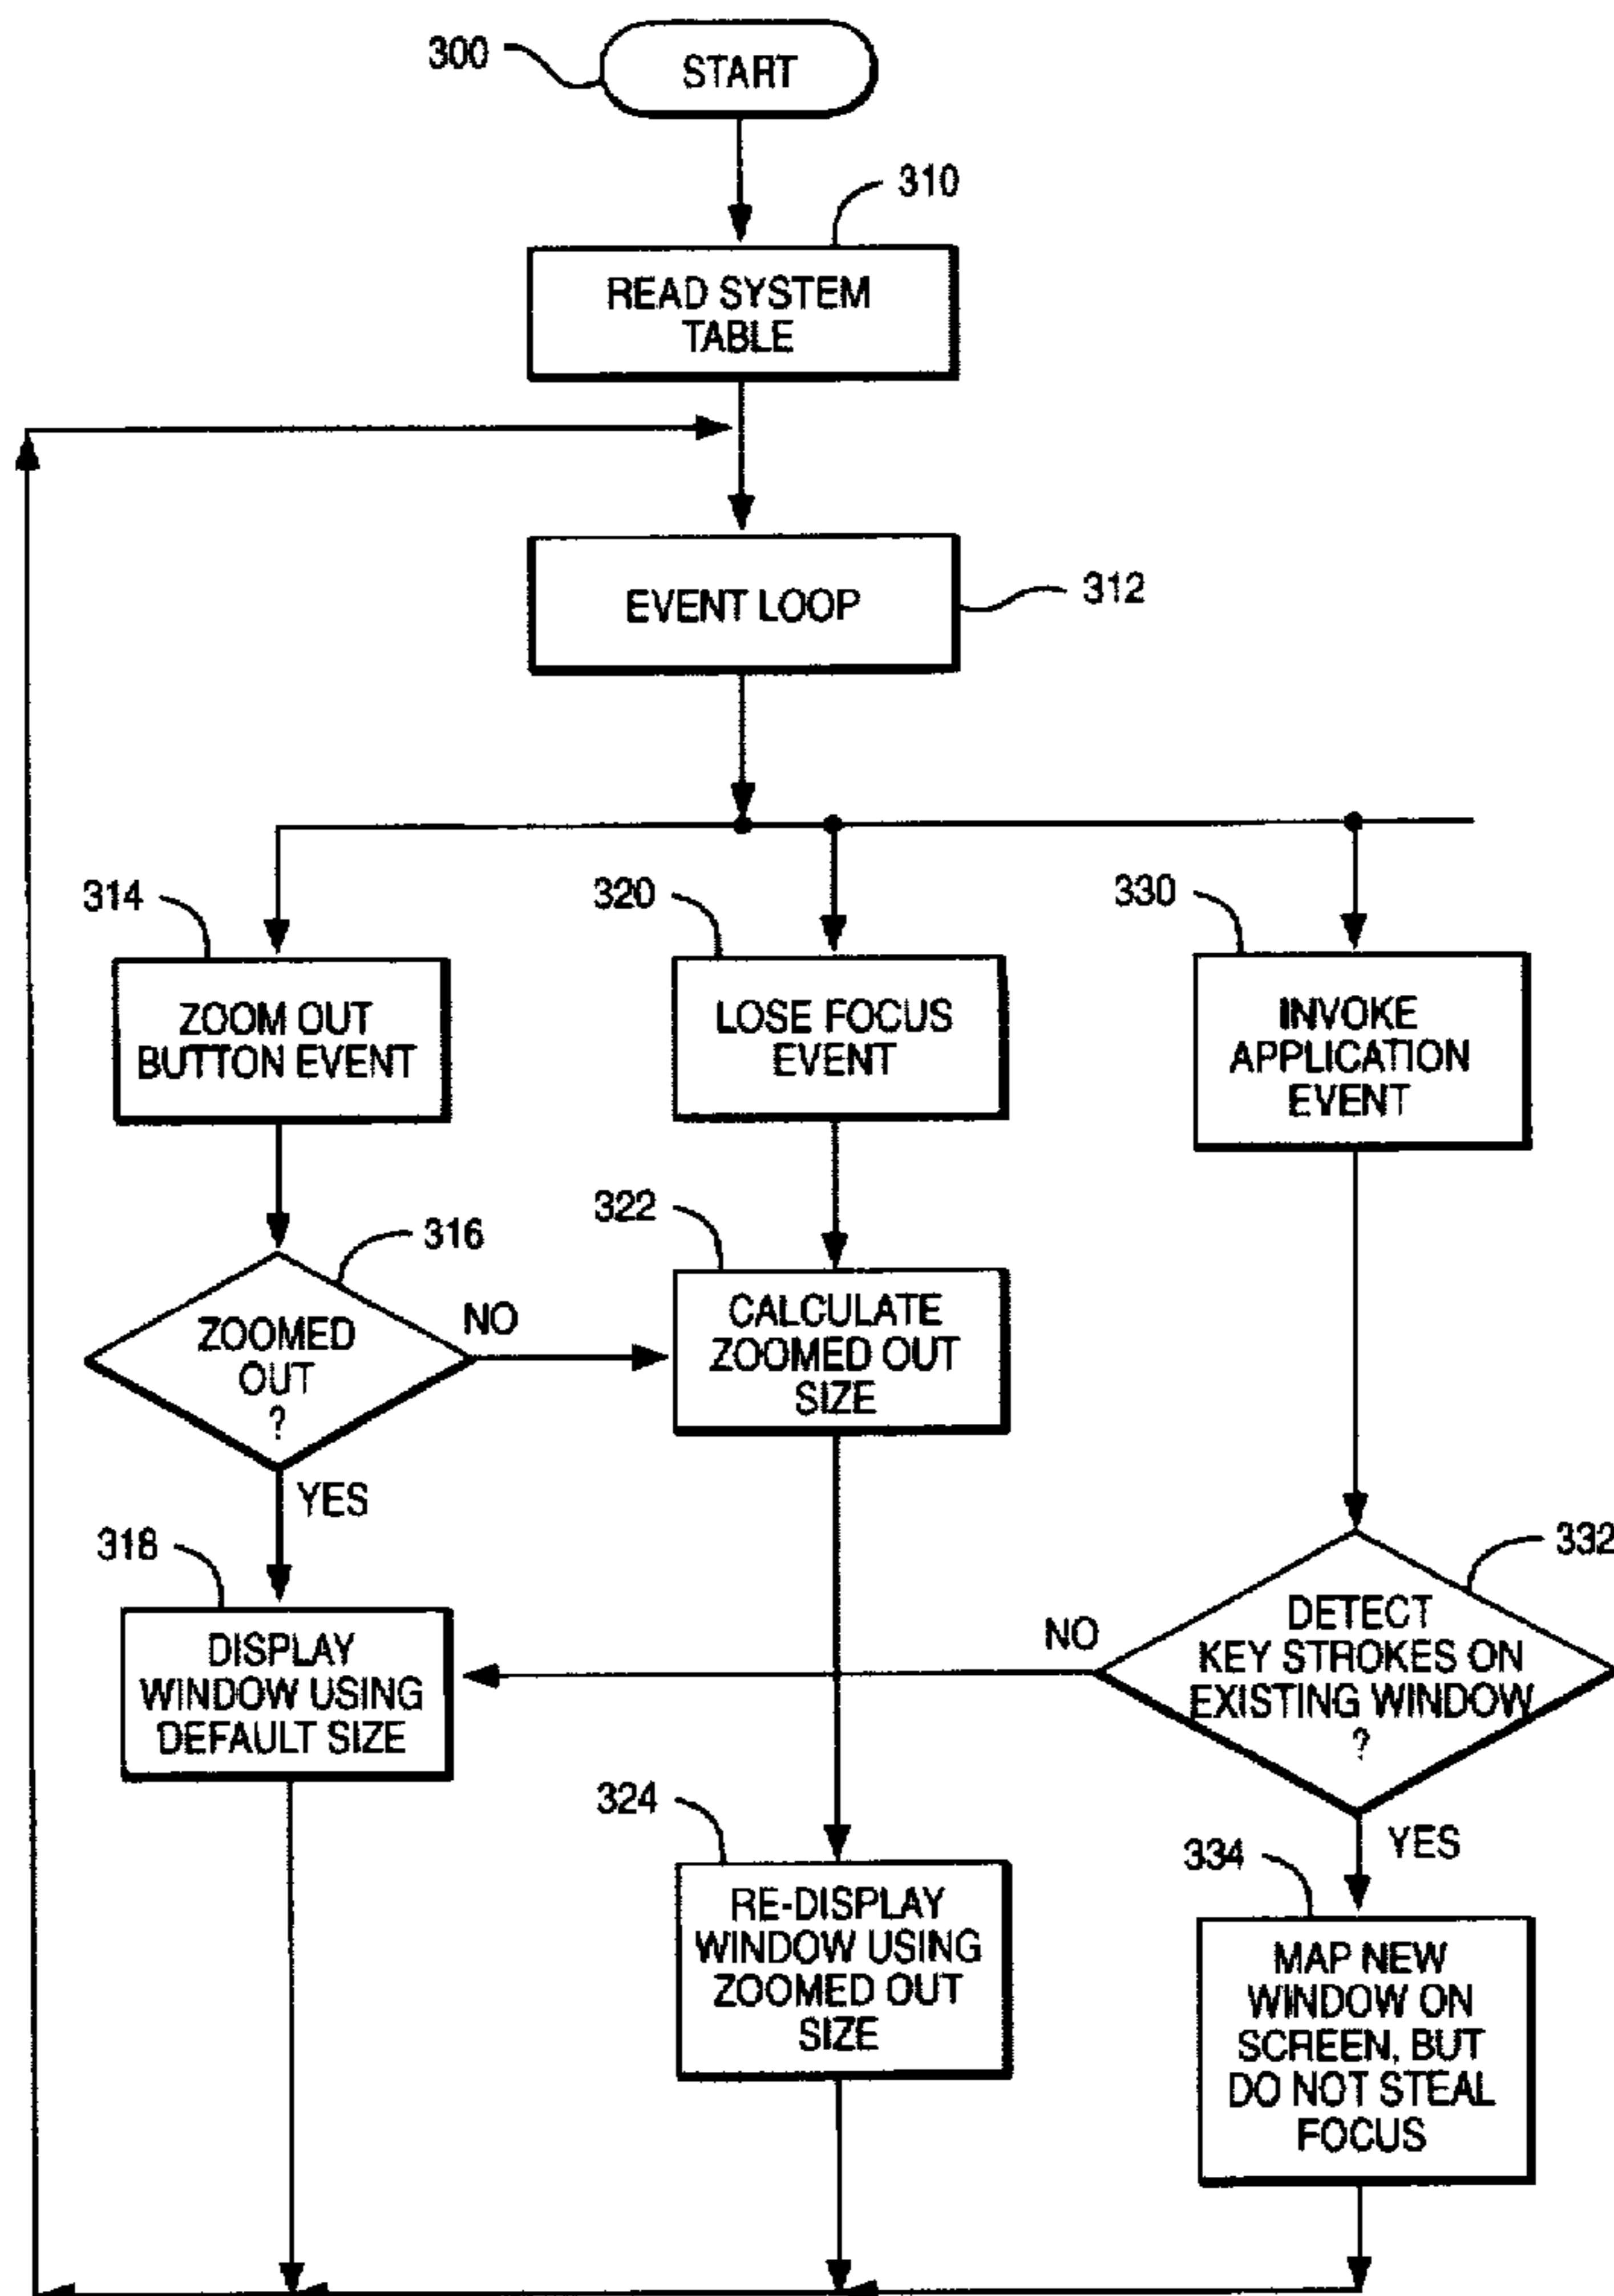 300
START
310
READ SYSTEM
TABLE
EVENT LOOP
312
314
ZOOM OUT
BUTTON EVENT
320
LOSE FOCUS
EVENT
330
INVOKE
APPLICATION
EVENT
316
ZOOMED
OUT
?
NO
YES
322
CALCULATE
ZOOMED OUT
SIZE
332
DETECT
KEY STROKES ON
EXISTING WINDOW
?
NO
YES
318
DISPLAY
WINDOW USING
DEFAULT SIZE
324
RE-DISPLAY
WINDOW USING
ZOOMED OUT
SIZE
334
MAP NEW
WINDOW ON
SCREEN, BUT
DO NOT STEAL
FOCUS